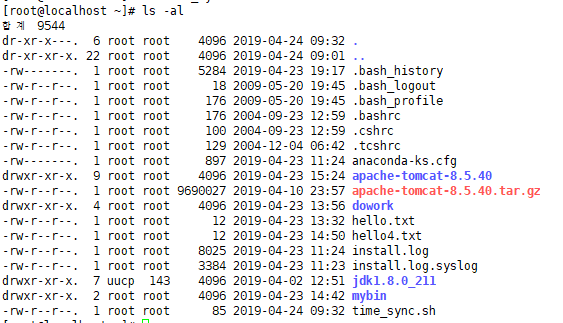 [root@localhost ~]# ls -al
합계 9544
dr-xr-x---.  6 root root    4096 2019-04-24 09:32 .
dr-xr-xr-x. 22 root root    4096 2019-04-24 09:01 ..
-rw-------.  1 root root    5284 2019-04-23 19:17 .bash_history
-rw-r--r--.  1 root root      18 2009-05-20 19:45 .bash_logout
-rw-r--r--.  1 root root     176 2009-05-20 19:45 .bash_profile
-rw-r--r--.  1 root root     176 2004-09-23 12:59 .bashrc
-rw-r--r--.  1 root root     100 2004-09-23 12:59 .cshrc
-rw-r--r--.  1 root root     129 2004-12-04 06:42 .tcshrc
-rw-------.  1 root root     897 2019-04-23 11:24 anaconda-ks.cfg
drwxr-xr-x.  9 root root    4096 2019-04-23 15:24 apache-tomcat-8.5.40
-rw-r--r--.  1 root root 9690027 2019-04-10 23:57 apache-tomcat-8.5.40.tar.gz
drwxr-xr-x.  4 root root    4096 2019-04-23 13:56 dowork
-rw-r--r--.  1 root root      12 2019-04-23 13:32 hello.txt
-rw-r--r--.  1 root root      12 2019-04-23 14:50 hello4.txt
-rw-r--r--.  1 root root    8025 2019-04-23 11:24 install.log
-rw-r--r--.  1 root root    3384 2019-04-23 11:23 install.log.syslog
drwxr-xr-x.  7 uucp  143    4096 2019-04-02 12:51 jdk1.8.0_211
drwxr-xr-x.  2 root root    4096 2019-04-23 14:42 mybin
-rw-r--r--.  1 root root      85 2019-04-24 09:32 time_sync.sh